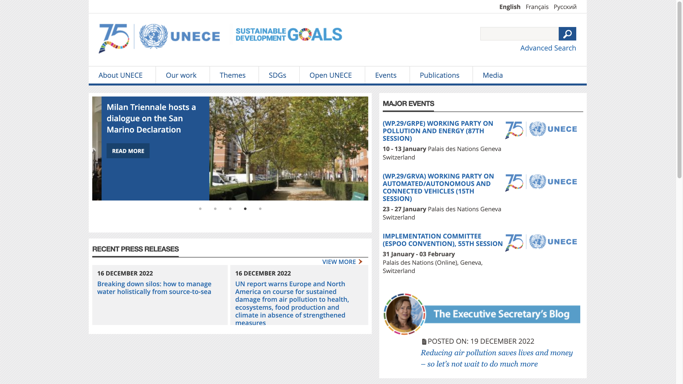 English Français Русский
75 UNECE SUSTAINABLE DEVELOPMENT GOALS
Advanced Search
About UNECE Our work Themes SDGs Open UNECE Events Publications Media
Milan Triennale hosts a
dialogue on the San
Marino Declaration
READ MORE
RECENT PRESS RELEASES
VIEW MORE
16 DECEMBER 2022
Breaking down silos: how to manage
water holistically from source-to-sea
16 DECEMBER 2022
UN report warns Europe and North
America on course for sustained
damage from air pollution to health,
ecosystems, food production and
climate in absence of strengthened
measures
MAJOR EVENTS
(WP.29/GRPE) WORKING PARTY ON
POLLUTION AND ENERGY (87TH
SESSION)
75 UNECE
10 - 13 January Palais des Nations Geneva
Switzerland
(WP.29/GRVA) WORKING PARTY ON
AUTOMATED/AUTONOMOUS AND
CONNECTED VEHICLES (15TH
SESSION)
75 UNECE
23 - 27 January Palais des Nations Geneva
Switzerland
IMPLEMENTATION COMMITTEE
(ESPOO CONVENTION), 55TH SESSION
75 UNECE
31 January - 03 February
Palais des Nations (Online), Geneva,
Switzerland
The Executive Secretary's Blog
POSTED ON: 19 DECEMBER 2022
Reducing air pollution saves lives and money
– so let's not wait to do much more